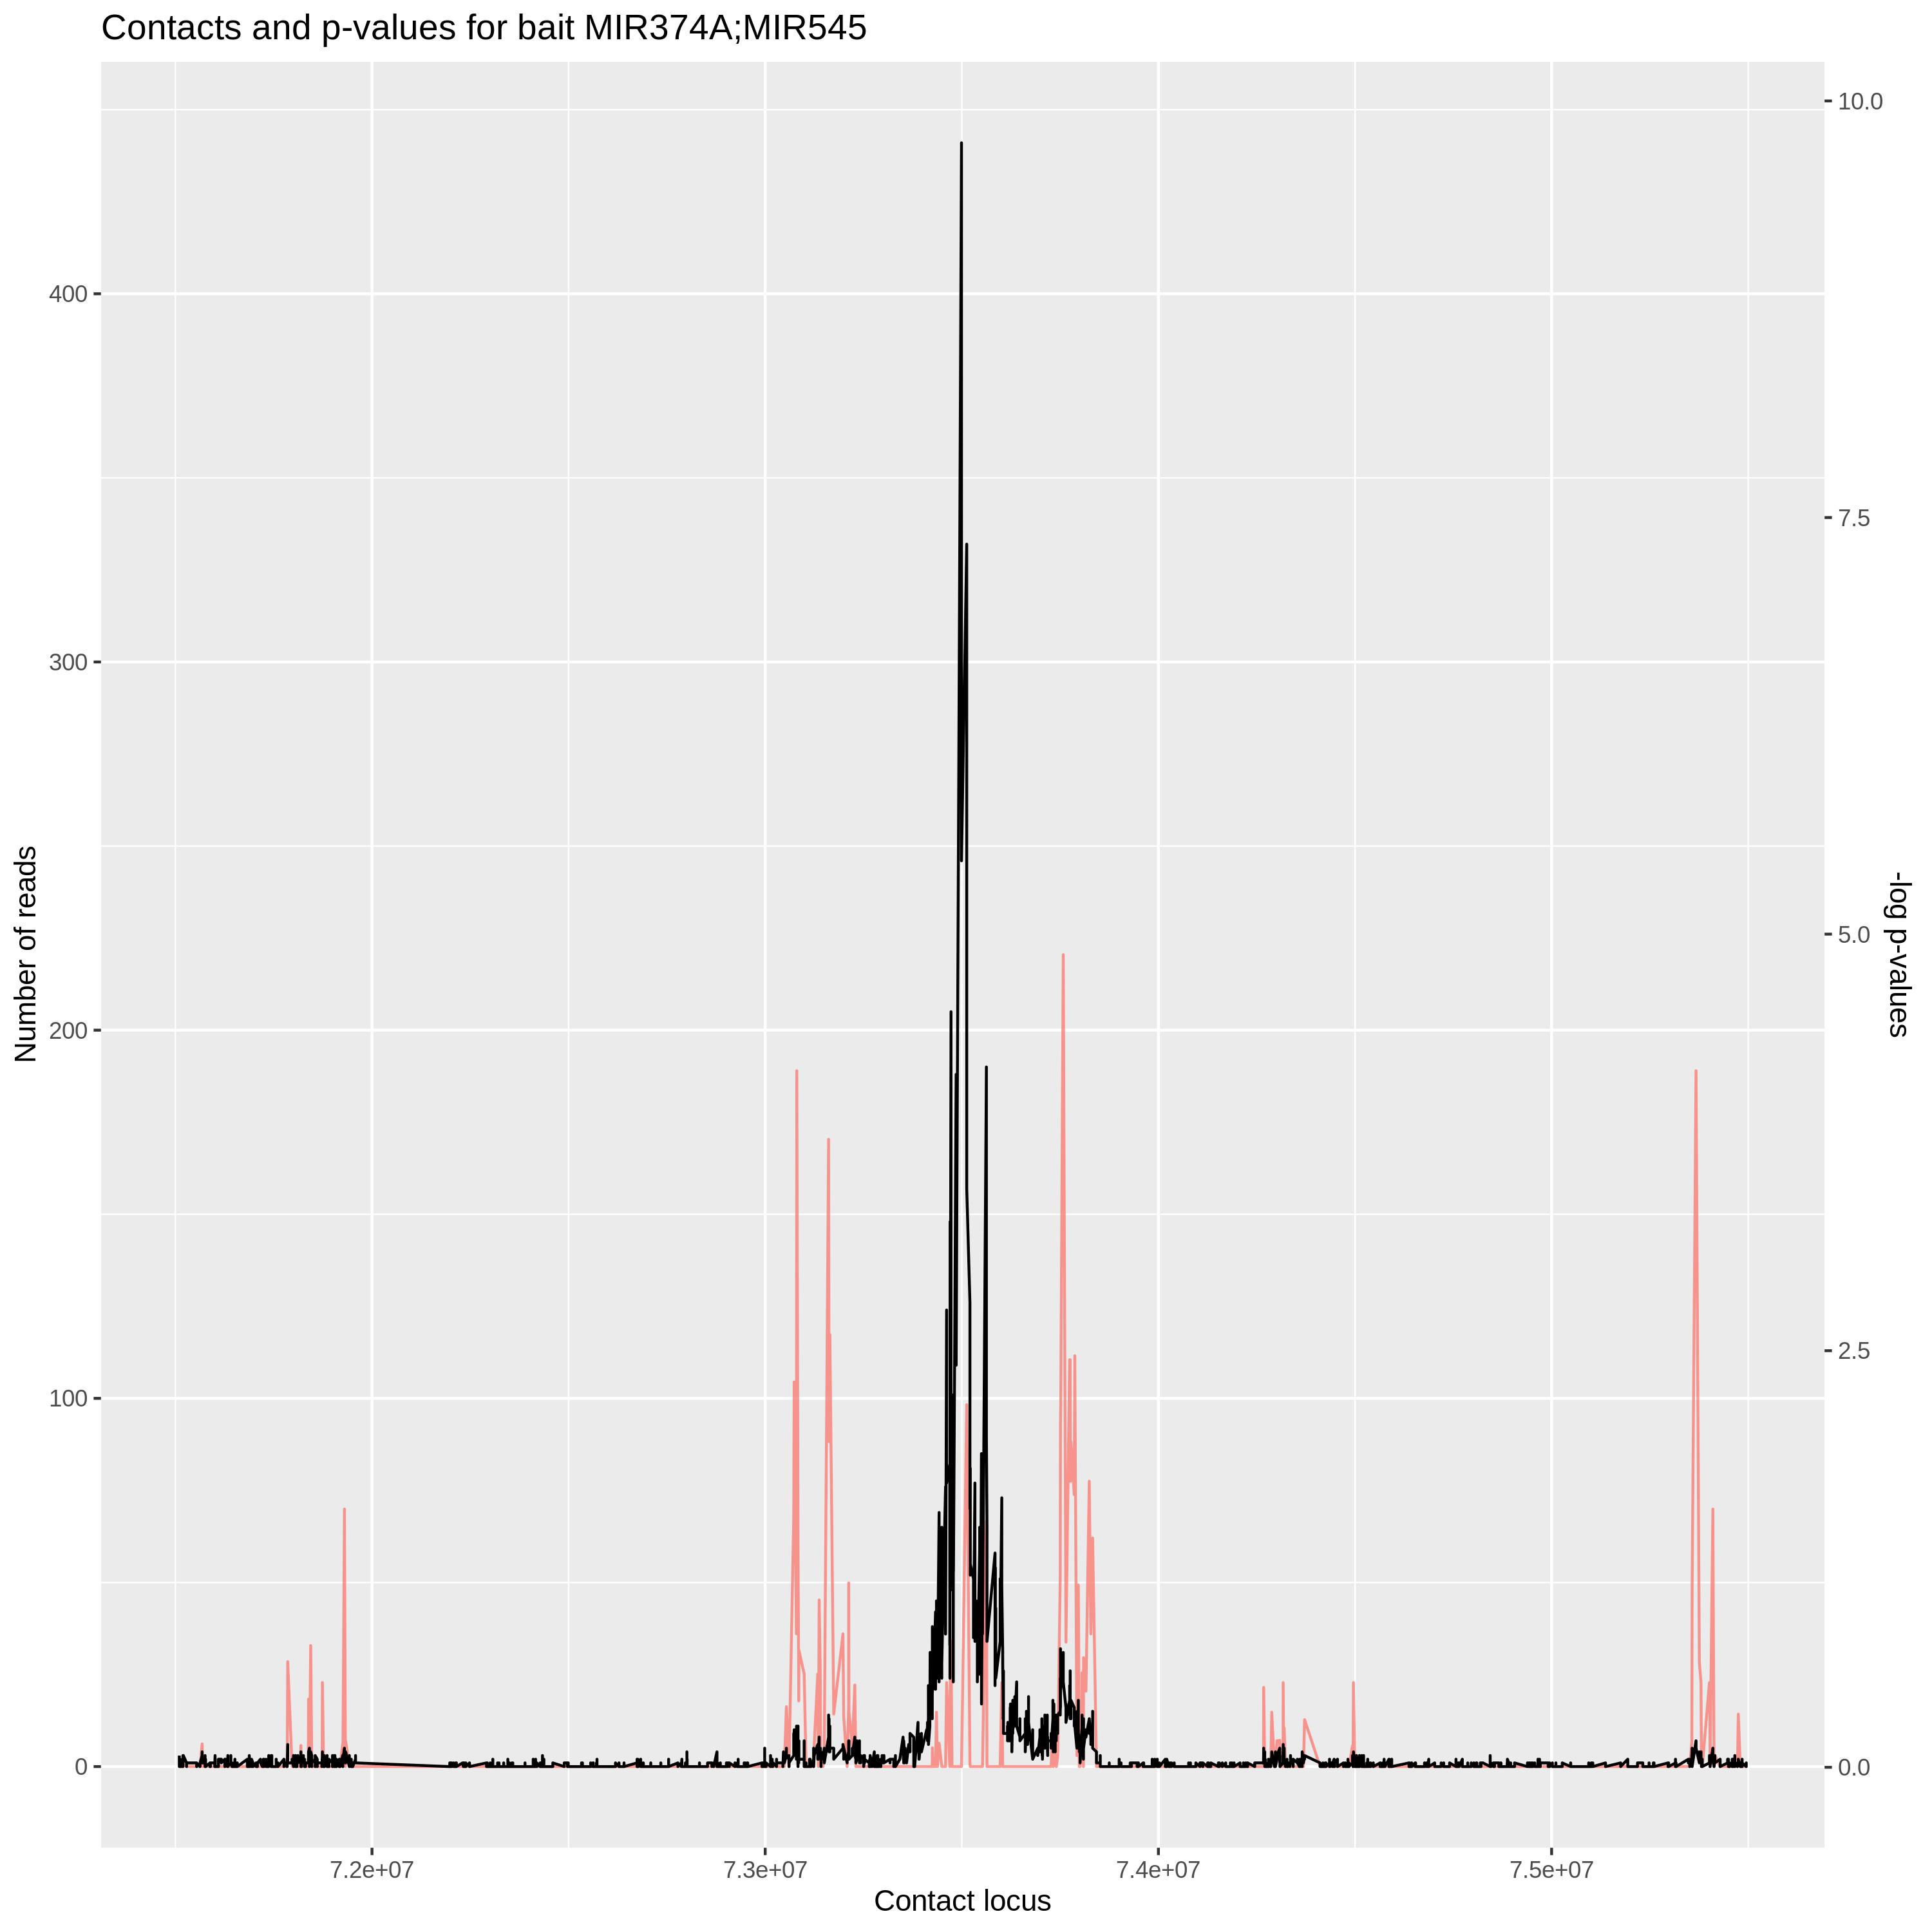 Contacts and p-values for bait MIR374A;MIR545
10.0
400
7.5
300
Number of reads
-log p-values
5.0
200
2.5
100
0
0.0
7.2e+07
7.3e+07
7.4e+07
7.5e+07
Contact locus